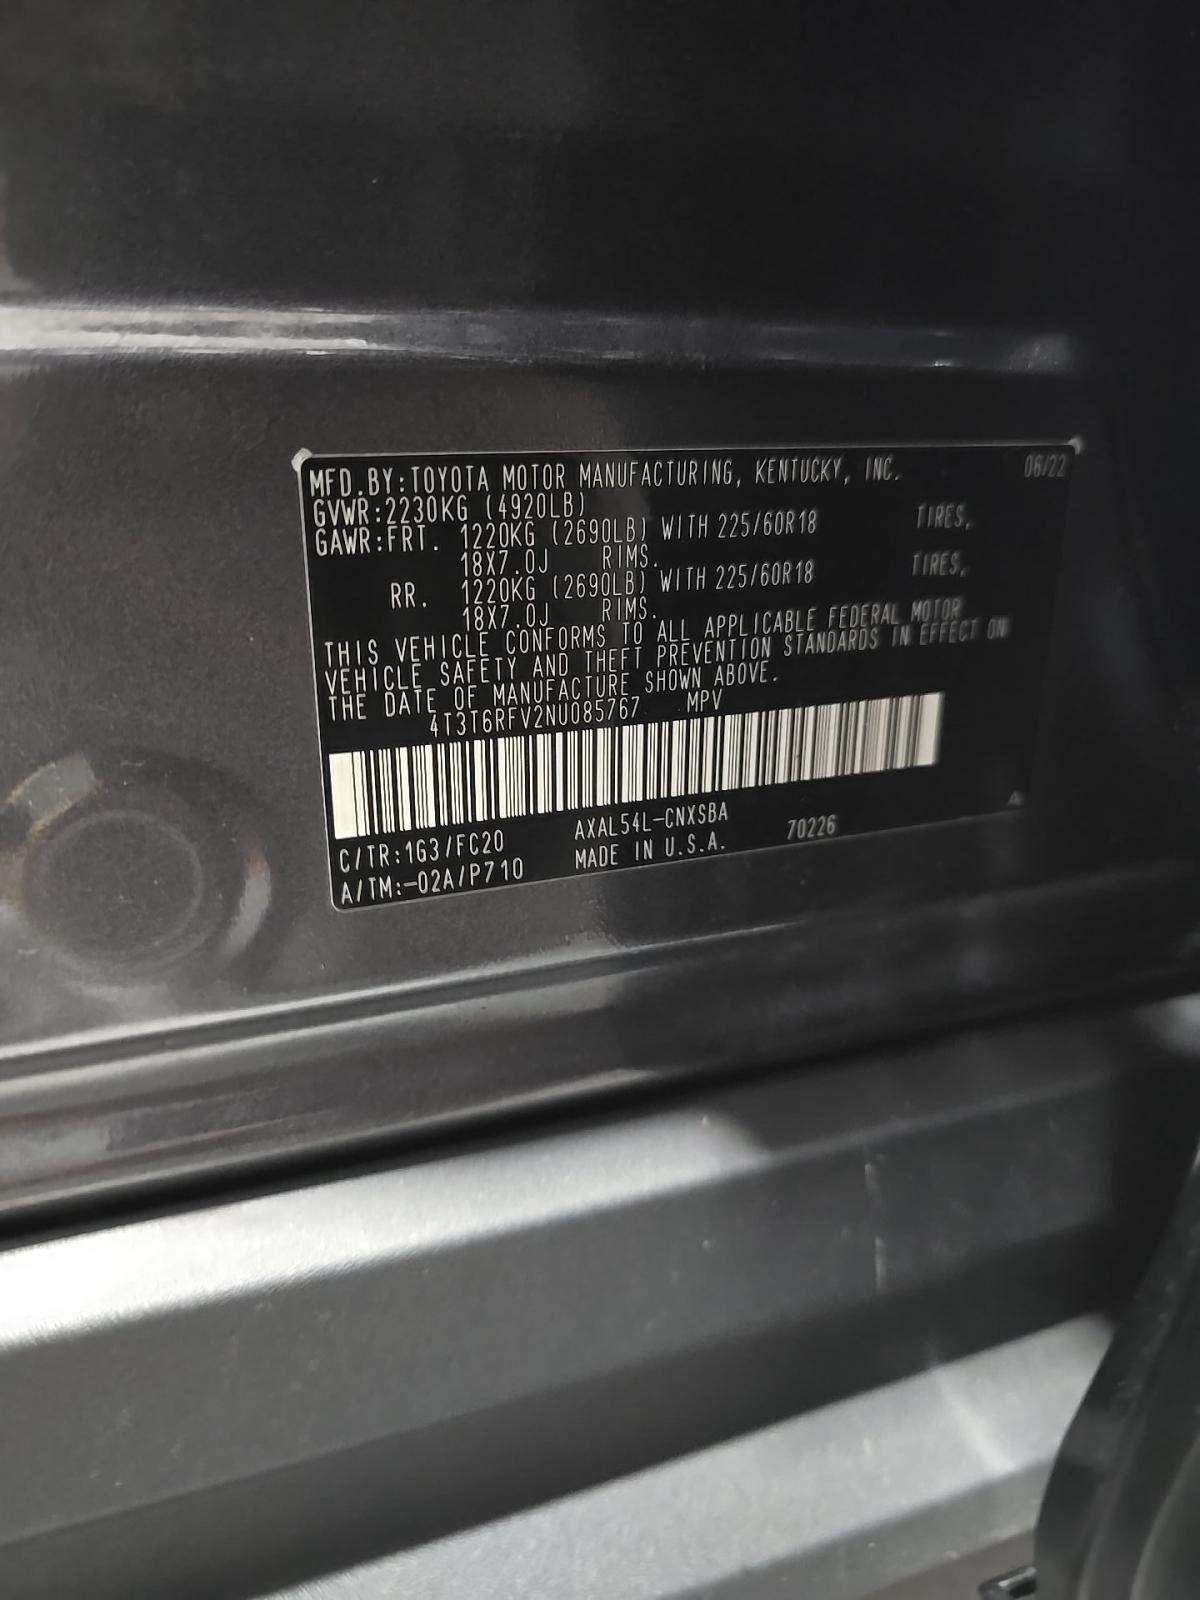 MFD.BY:TOYOTA MOTOR MANUFACTURING, KENTUCKY, INC. 06/22
GVWR:2230KG (4920LB)
GAWR:FRT. 1220KG (2690LB) WITH 225/60R18 TIRES,
18X7.0J RIMS.
RR. 1220KG (2690LB) WITH 225/60R18 TIRES,
18X7.0J RIMS.
THIS VEHICLE CONFORMS TO ALL APPLICABLE FEDERAL MOTOR
VEHICLE SAFETY AND THEFT PREVENTION STANDARDS IN EFFECT ON
THE DATE OF MANUFACTURE SHOWN ABOVE.
4T3T6RFV2NU085767 MPV
C/TR:1G3/FC20 AXAL54L-CNXSBA 70226
A/TM:-02A/P710 MADE IN U.S.A.